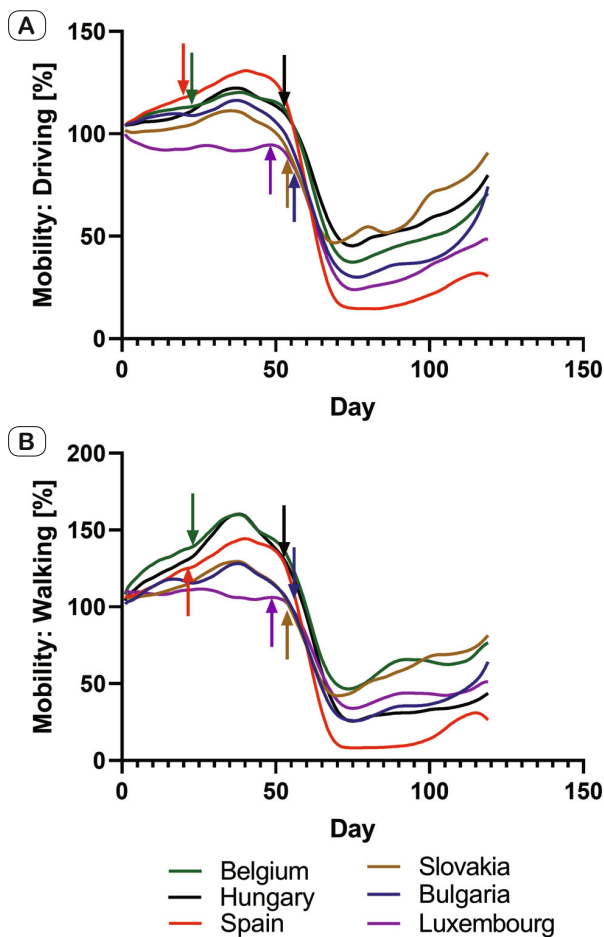 A
Mobility: Driving [%]
150
100
50
0
0 50 100 150
Day
B
Mobility: Walking [%]
200
150
100
50
0
0 50 100 150
Day
Belgium
Hungary
Spain
Slovakia
Bulgaria
Luxembourg